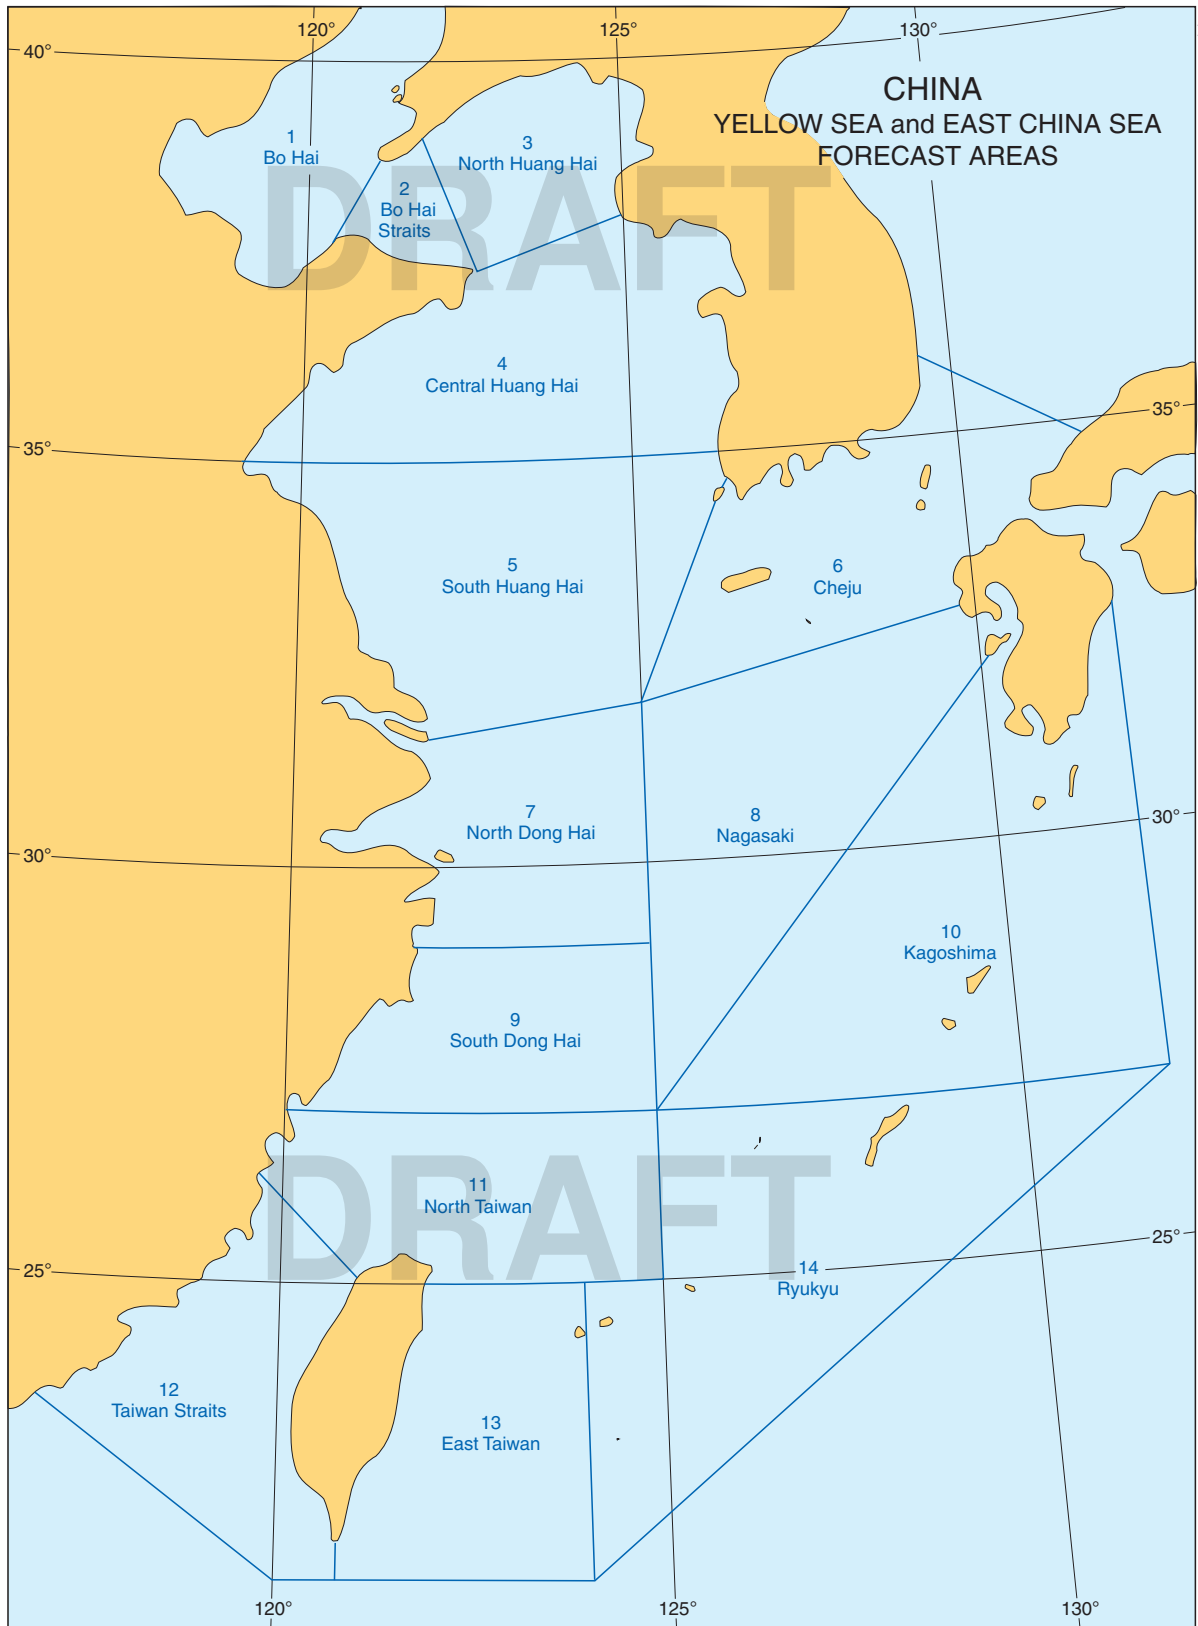 120°
125°
130°
40°
CHINA
YELLOW SEA and EAST CHINA SEA
FORECAST AREAS
1
Bo Hai
3
North Huang Hai
2
Bo Hai
Straits
DRAFT
4
Central Huang Hai
35°
35°
5
South Huang Hai
6
Cheju
7
North Dong Hai
8
Nagasaki
30°
30°
10
Kagoshima
9
South Dong Hai
11
North Taiwan
DRAFT
25°
25°
14
Ryukyu
12
Taiwan Straits
13
East Taiwan
120°
125°
130°